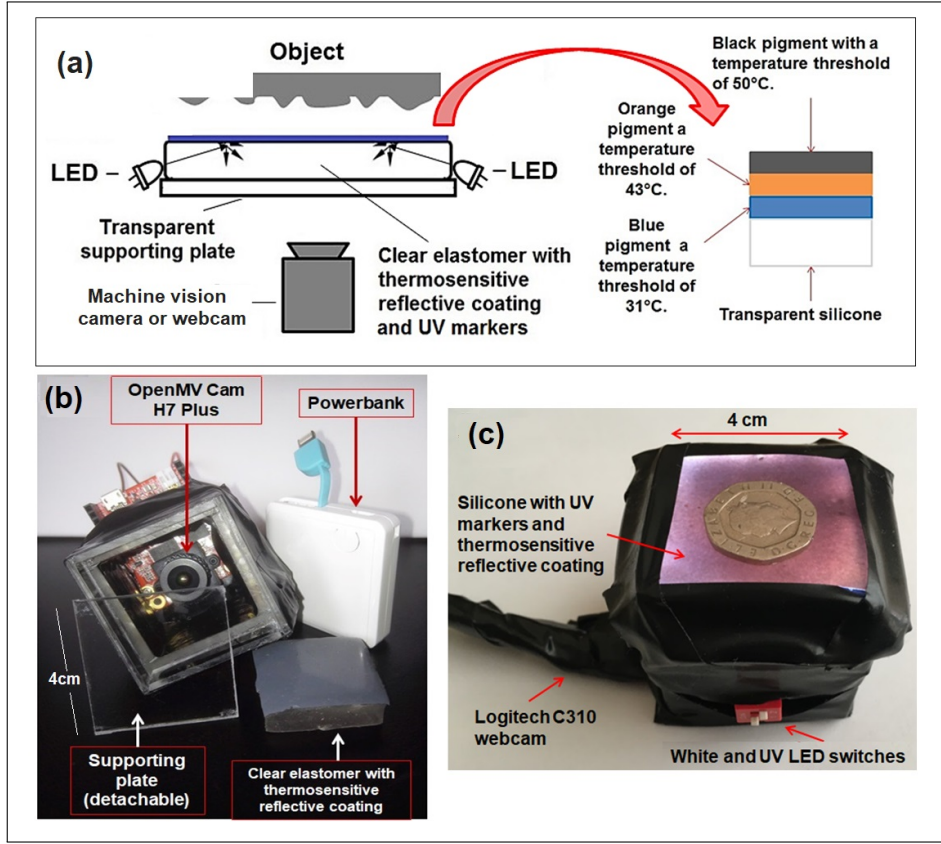 (a)
Object
LED
LED
Transparent
supporting plate
Machine vision
camera or webcam
Clear elastomer with
thermosensitive
reflective coating
and UV markers
Black pigment with a
temperature threshold
of 50°C.
Orange
pigment a
temperature
threshold of
43°C.
Blue
pigment a
temperature
threshold of
31°C.
Transparent silicone
(b)
OpenMV Cam
H7 Plus
Powerbank
4cm
Supporting
plate
(detachable)
Clear elastomer with
thermosensitive
reflective coating
(c)
4 cm
Silicone with UV
markers and
thermosensitive
reflective coating
Logitech C310
webcam
White and UV LED switches